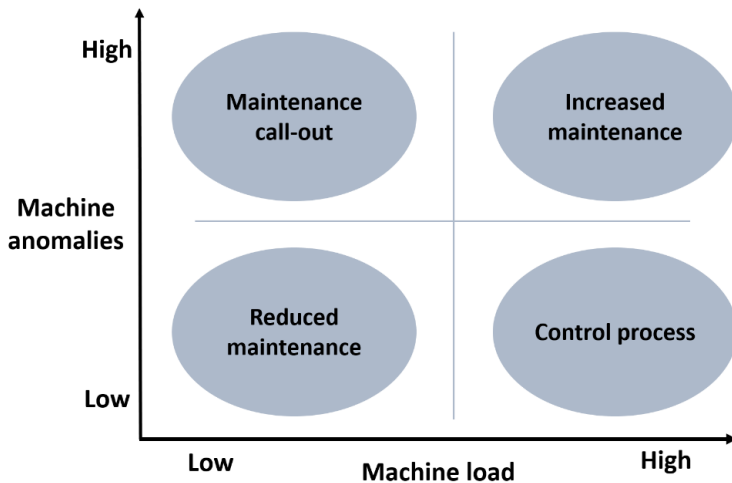 High
Maintenance
call-out
Increased
maintenance
Machine
anomalies
Reduced
maintenance
Control process
Low
Low
Machine load
High